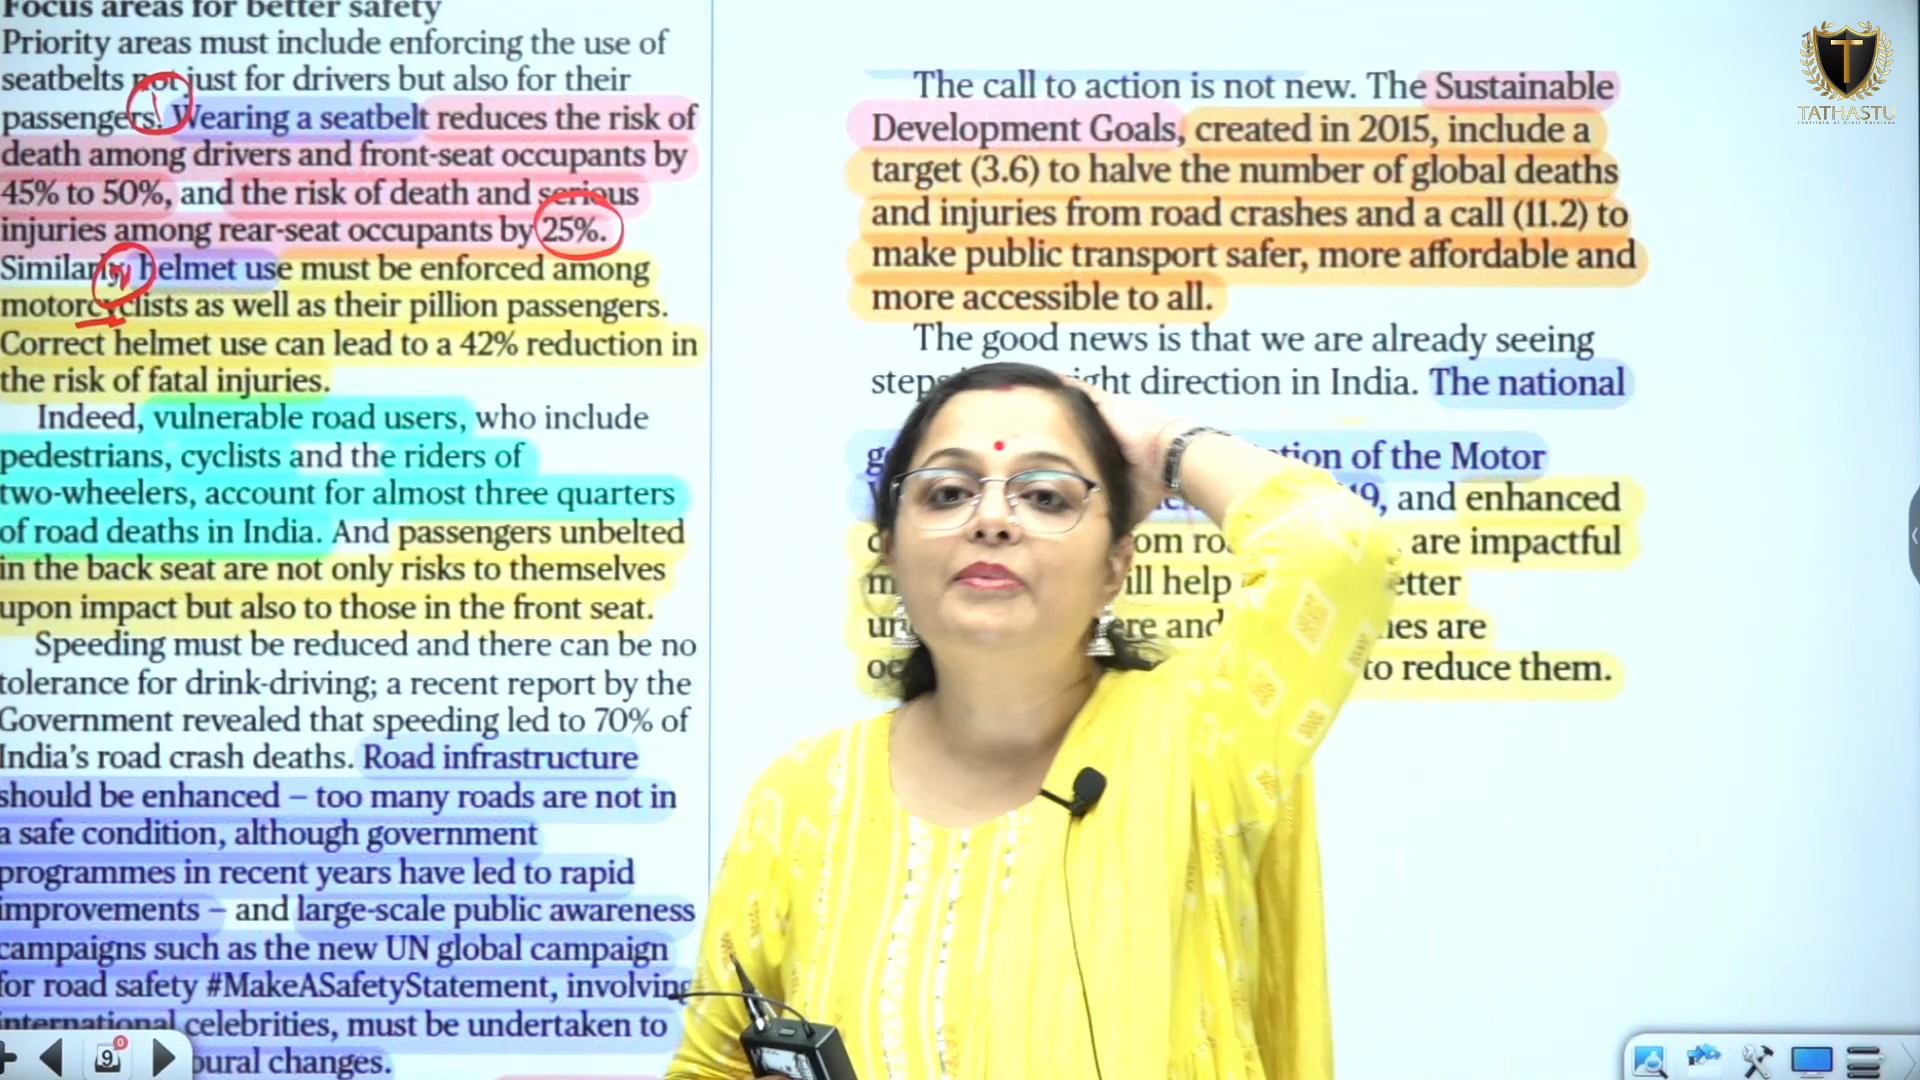 Focus areas for better safety
Priority areas must include enforcing the use of
seatbelts not just for drivers but also for their
passengers. Wearing a seatbelt reduces the risk of
death among drivers and front-seat occupants by
45% to 50%, and the risk of death and serious
injuries among rear-seat occupants by 25%.
Similarly, helmet use must be enforced among
motorcyclists as well as their pillion passengers.
Correct helmet use can lead to a 42% reduction in
the risk of fatal injuries.
Indeed, vulnerable road users, who include
pedestrians, cyclists and the riders of
two-wheelers, account for almost three quarters
of road deaths in India. And passengers unbelted
in the back seat are not only risks to themselves
upon impact but also to those in the front seat.
Speeding must be reduced and there can be no
tolerance for drink-driving; a recent report by the
Government revealed that speeding led to 70% of
India's road crash deaths. Road infrastructure
should be enhanced – too many roads are not in
a safe condition, although government
programmes in recent years have led to rapid
improvements – and large-scale public awareness
campaigns such as the new UN global campaign
for road safety #MakeASafetyStatement, involving
international celebrities, must be undertaken to
changes.
9
0
The call to action is not new. The Sustainable
Development Goals, created in 2015, include a
target (3.6) to halve the number of global deaths
and injuries from road crashes and a call (11.2) to
make public transport safer, more affordable and
more accessible to all.
The good news is that we are already seeing
direction in India. The national
of the Motor
and enhanced
are impactful
help
and are
to reduce them.
T
TATHASTU
Institute of Civil Services